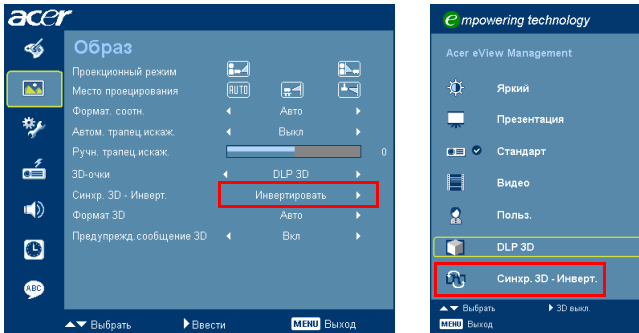 acer
Образ
Проекционный режим
Место проецирования AUTO
Формат. соотн. Авто
Автом. трапец.искаж. Выкл
Ручн. трапец.искаж. 0
3D-очки DLP 3D
Синхр. 3D - Инверт. Инвертировать
Формат 3D Авто
Предупрежд.сообщение 3D Вкл
ABC
Выбрать Ввести MENU Выход
e mpowering technology
Acer eView Management
Яркий
Презентация
Стандарт
Видео
Польз.
DLP 3D
Синхр. 3D - Инверт.
Выбрать 3D выкл.
MENU Выход